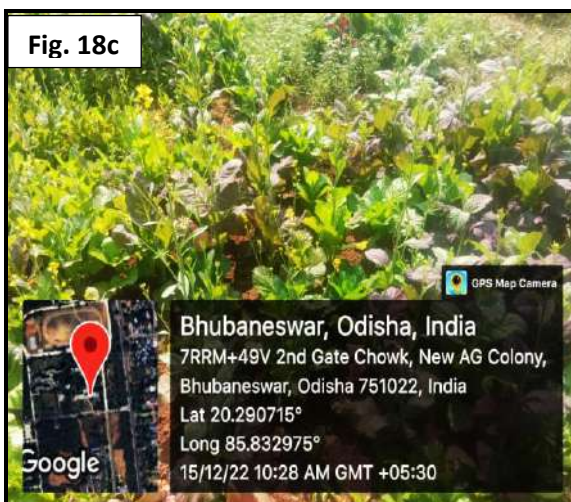 Fig. 18c
GPS Map Camera
Bhubaneswar, Odisha, India
7RRM+49V 2nd Gate Chowk, New AG Colony,
Bhubaneswar, Odisha 751022, India
Lat 20.290715°
Long 85.832975°
15/12/22 10:28 AM GMT +05:30
Google